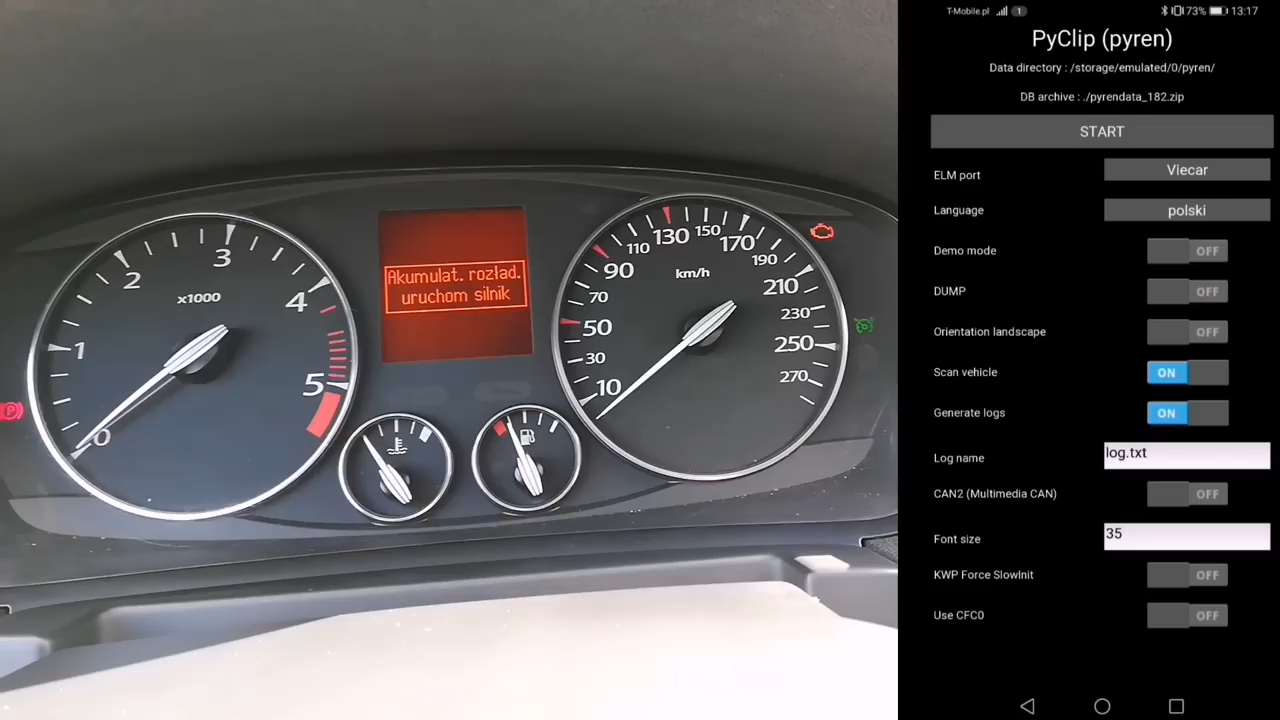 x1000
0
1
2
3
4
5
Akumulat. rozład.
uruchom silnik
km/h
10
30
50
70
90
110
130
150
170
190
210
230
250
270
P
T-Mobile.pl 1 73% 13:17
PyClip (pyren)
Data directory : /storage/emulated/0/pyren/
DB archive : ./pyrendata_182.zip
START
ELM port Viecar
Language polski
Demo mode OFF
DUMP OFF
Orientation landscape OFF
Scan vehicle ON
Generate logs ON
Log name log.txt
CAN2 (Multimedia CAN) OFF
Font size 35
KWP Force SlowInit OFF
Use CFC0 OFF